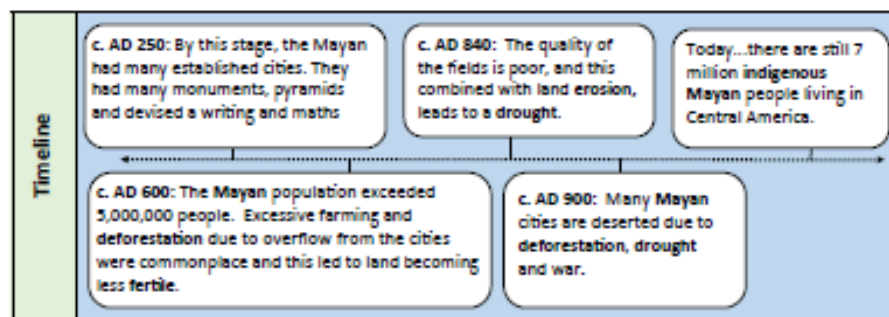 Timeline
c. AD 250: By this stage, the Mayan
had many established cities. They
had many monuments, pyramids
and devised a writing and maths
c. AD 840: The quality of
the fields is poor, and this
combined with land erosion,
leads to a drought.
Today...there are still 7
million indigenous
Mayan people living in
Central America.
c. AD 600: The Mayan population exceeded
5,000,000 people. Excessive farming and
deforestation due to overflow from the cities
were commonplace and this led to land becoming
less fertile.
c. AD 900: Many Mayan
cities are deserted due to
deforestation, drought
and war.